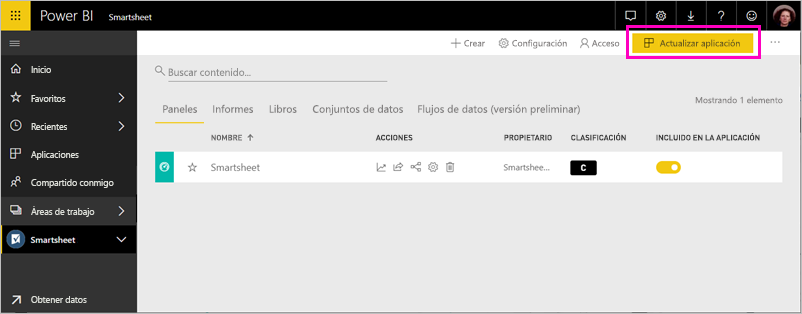 Power BI Smartsheet
Crear Configuración Acceso Actualizar aplicación
Inicio
Favoritos
Recientes
Aplicaciones
Compartido conmigo
Áreas de trabajo
Smartsheet
Obtener datos
Buscar contenido...
Mostrando 1 elemento
Paneles Informes Libros Conjuntos de datos Flujos de datos (versión preliminar)
NOMBRE ACCIONES PROPIETARIO CLASIFICACIÓN INCLUIDO EN LA APLICACIÓN
Smartsheet Smartshee... C